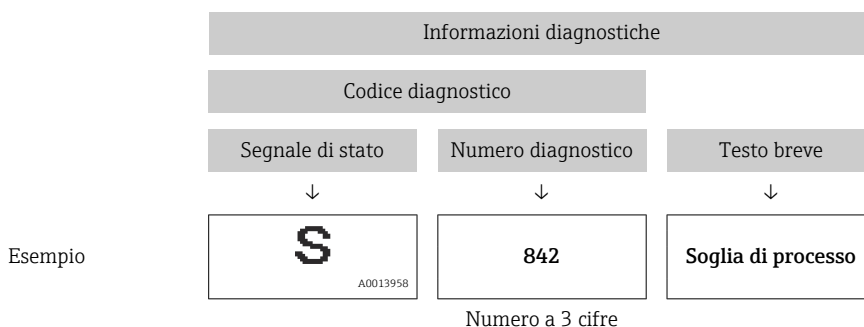 Informazioni diagnostiche
Codice diagnostico
Segnale di stato Numero diagnostico Testo breve
↓ ↓ ↓
Esempio S 842 Soglia di processo
A0013958
Numero a 3 cifre